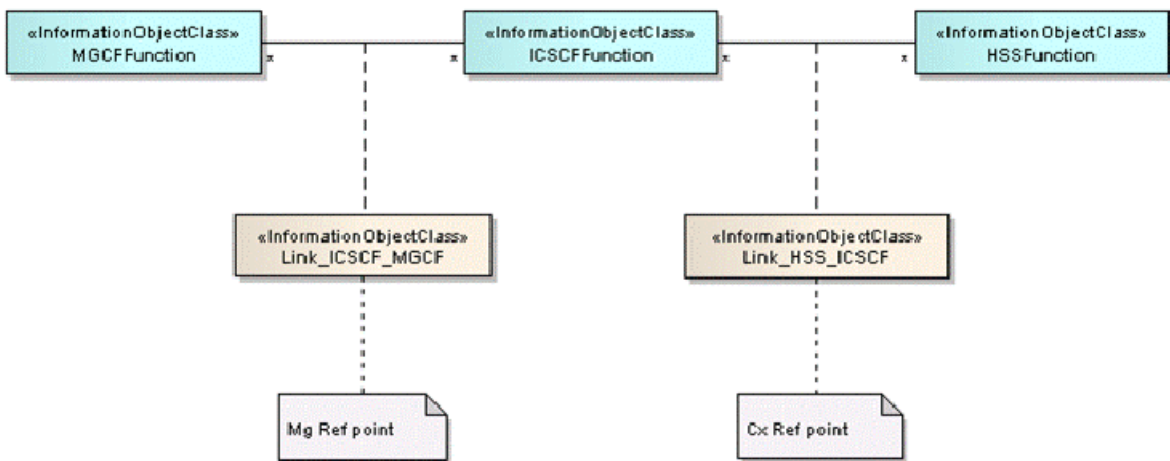 «InformationObjectClass»
MGCFFunction
«InformationObjectClass»
ICSCFFunction
«InformationObjectClass»
HSSFunction
* * * *
«InformationObjectClass»
Link_ICSCF_MGCF
«InformationObjectClass»
Link_HSS_ICSCF
Mg Ref point
Cx Ref point